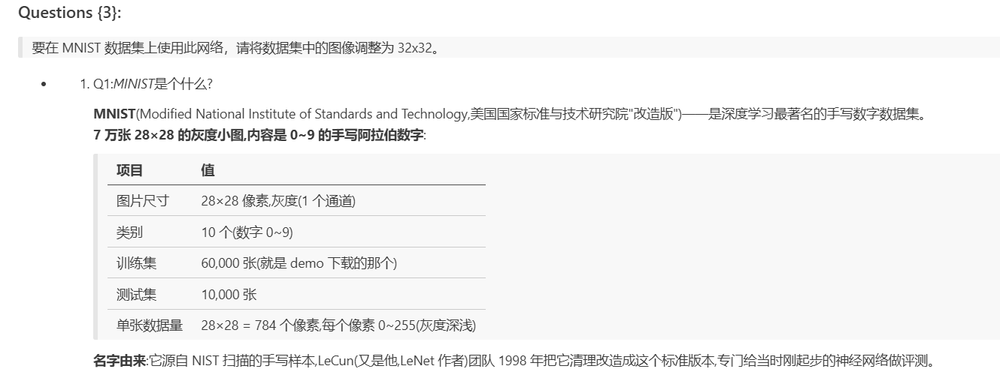 Questions {3}:
要在 MNIST 数据集上使用此网络，请将数据集中的图像调整为 32x32。
1. Q1:MINIST是个什么?
MNIST(Modified National Institute of Standards and Technology,美国国家标准与技术研究院"改造版")——是深度学习最著名的手写数字数据集。
7 万张 28×28 的灰度小图,内容是 0~9 的手写阿拉伯数字:
项目 值
图片尺寸 28×28 像素,灰度(1 个通道)
类别 10 个(数字 0~9)
训练集 60,000 张(就是 demo 下载的那个)
测试集 10,000 张
单张数据量 28×28 = 784 个像素,每个像素 0~255(灰度深浅)
名字由来:它源自 NIST 扫描的手写样本,LeCun(又是他,LeNet 作者)团队 1998 年把它清理改造成这个标准版本,专门给当时刚起步的神经网络做评测。